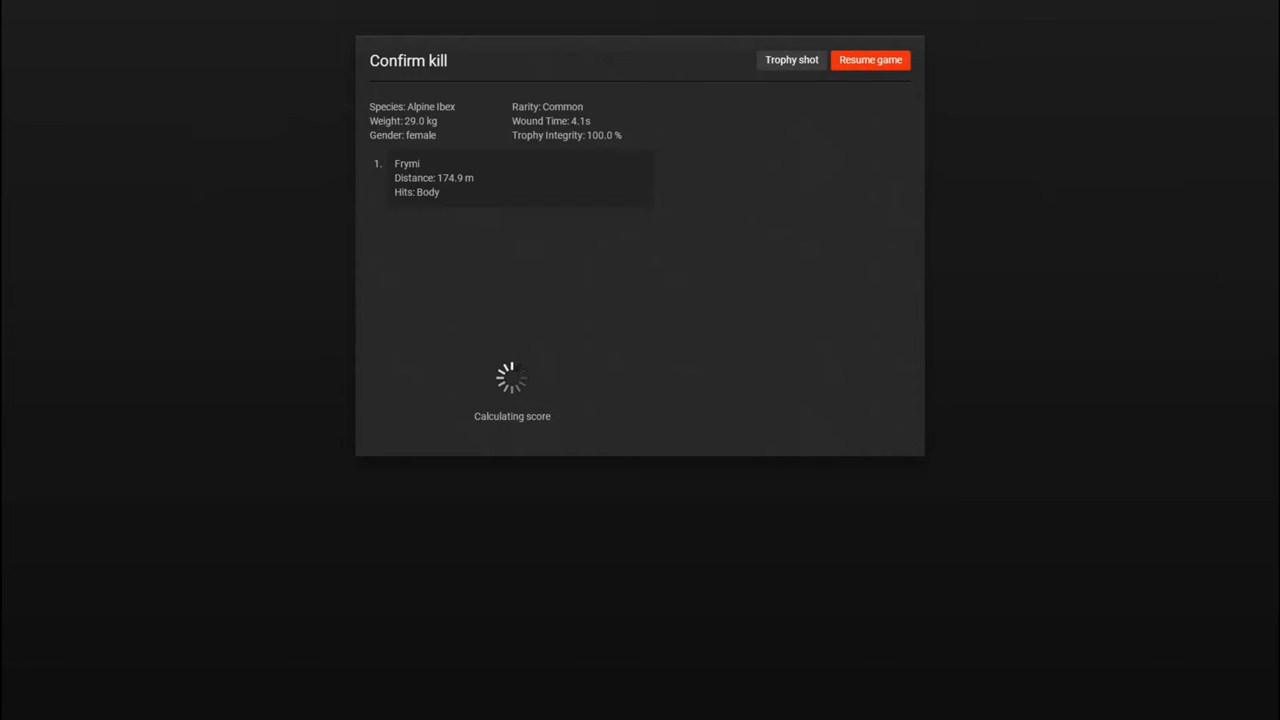 Confirm kill
Trophy shot
Resume game
Species: Alpine Ibex
Weight: 29.0 kg
Gender: female
Rarity: Common
Wound Time: 4.1s
Trophy Integrity: 100.0 %
1.
Frymi
Distance: 174.9 m
Hits: Body
Calculating score